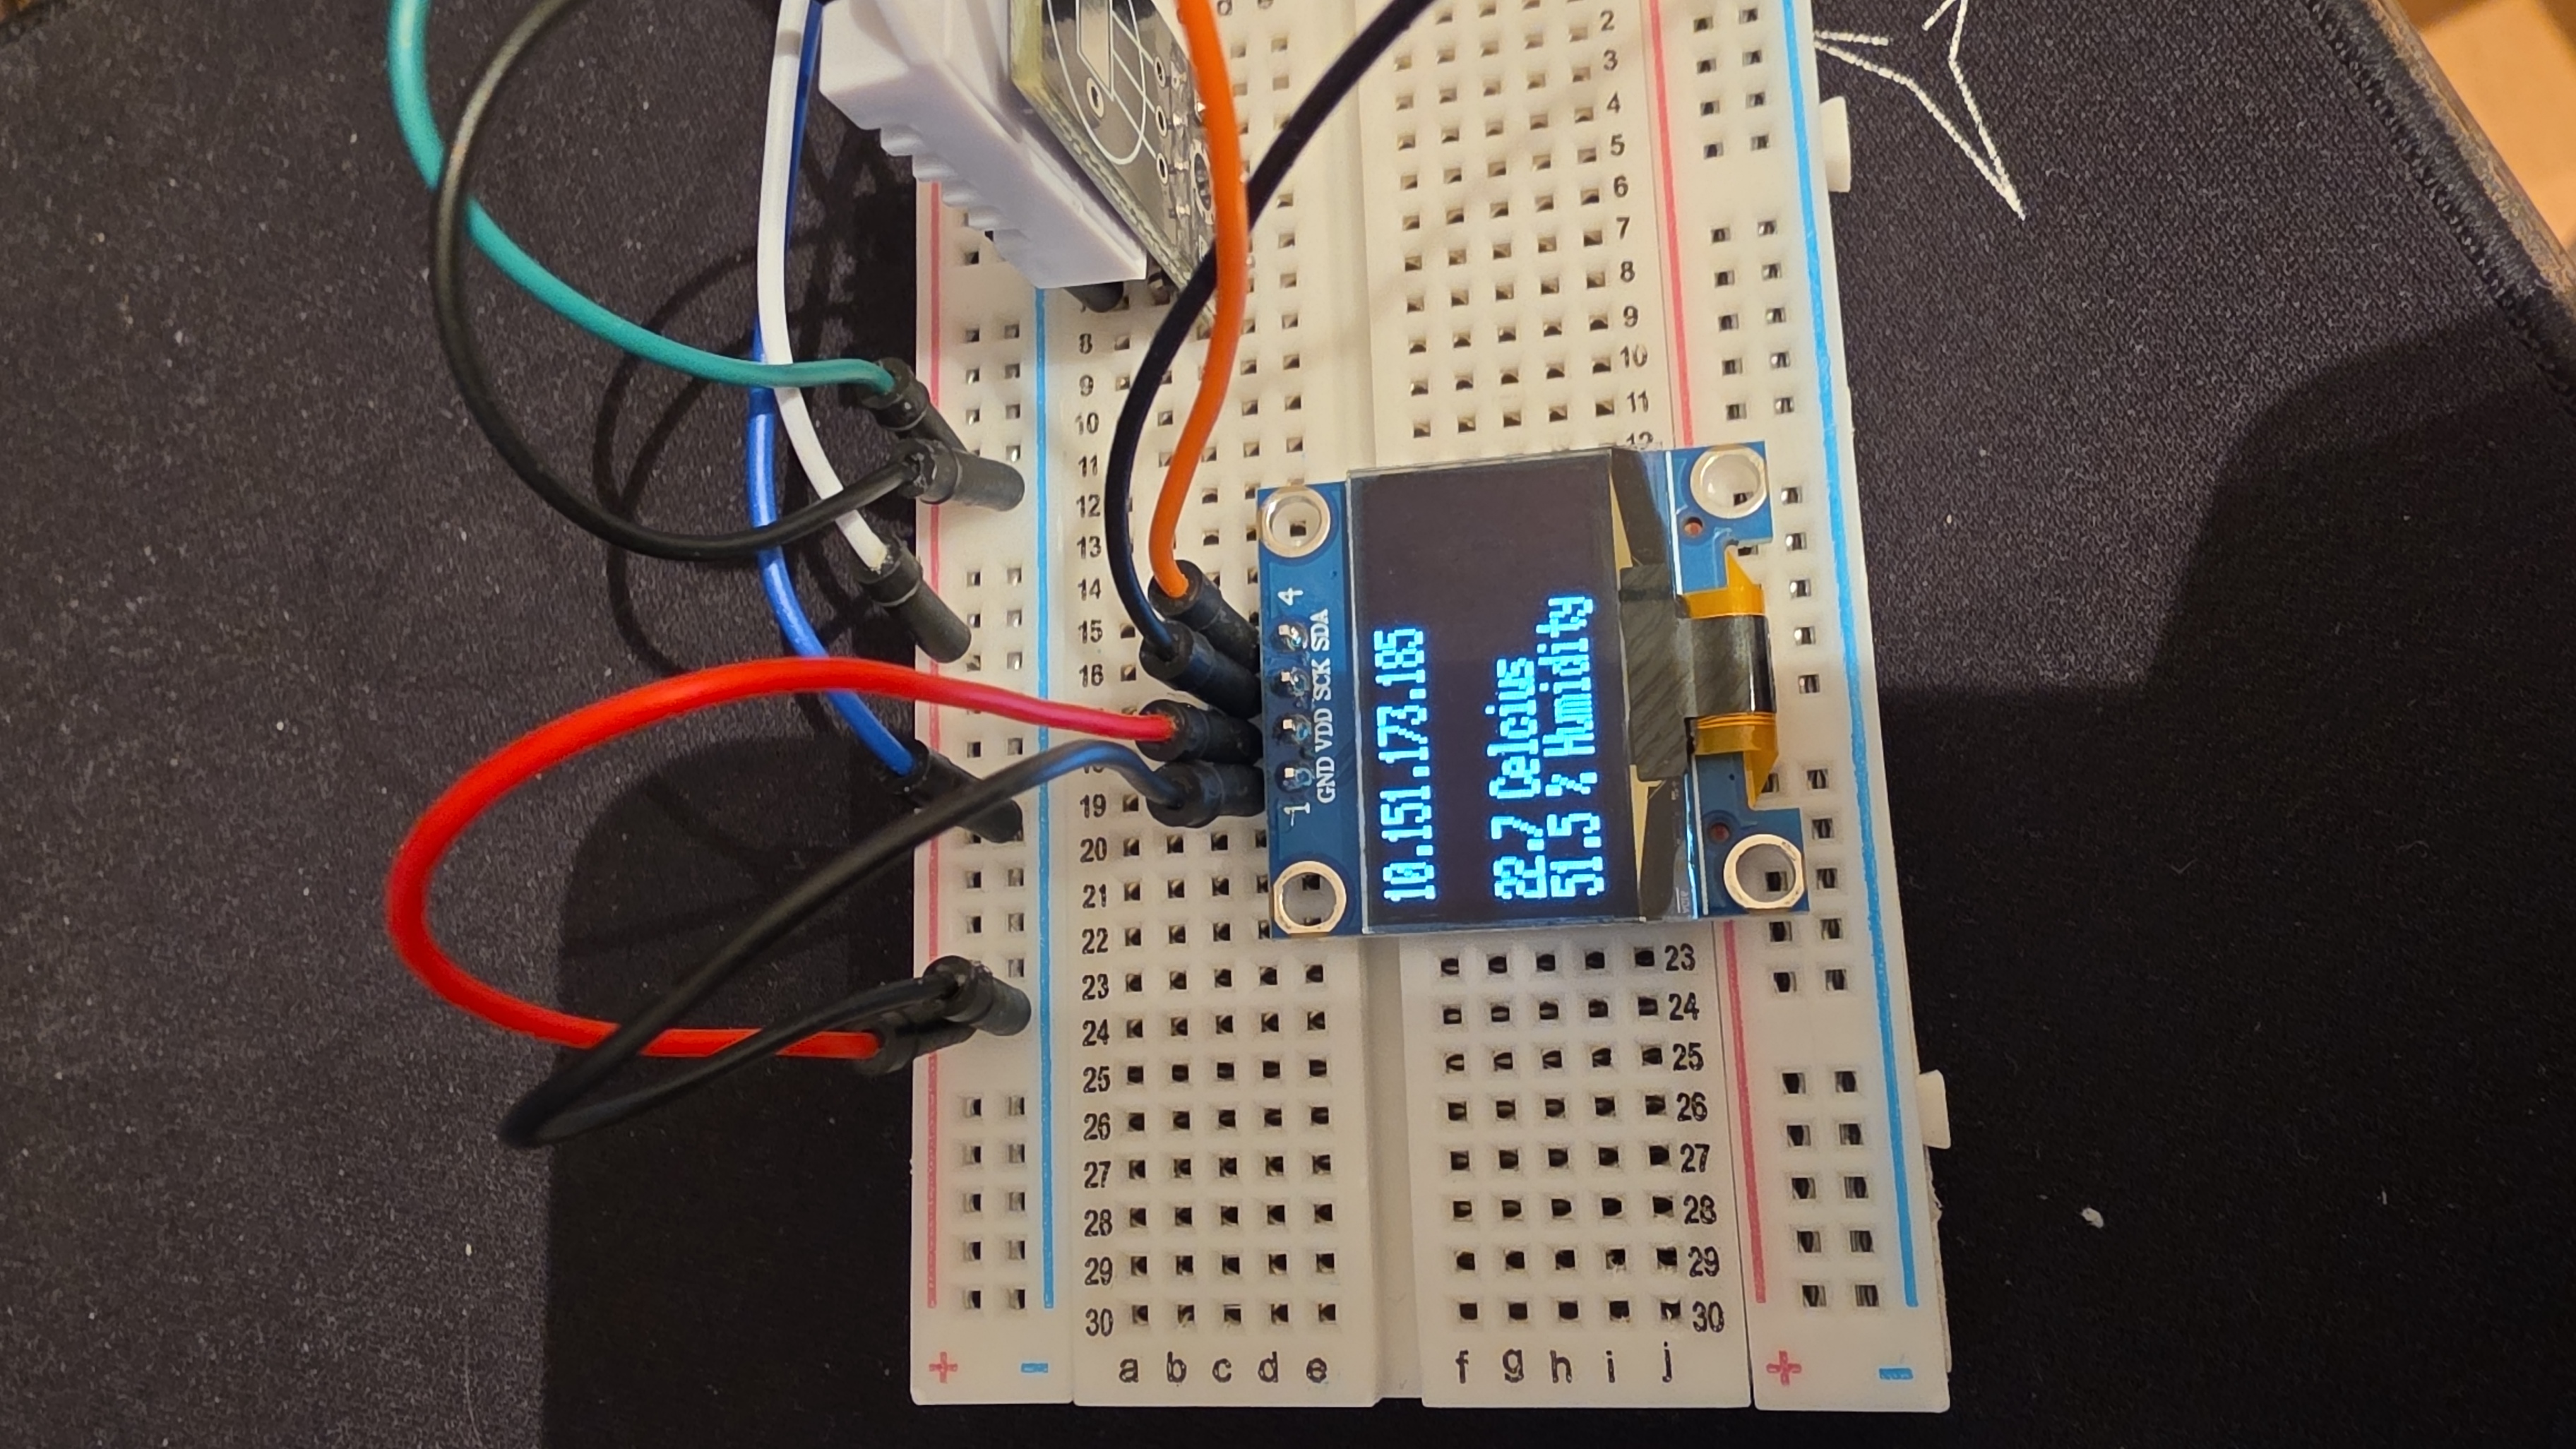 +
-
30 29 28 27 26 25 24 23 22 21 20 19 16 15 14 13 12 11 10 9 8
a
b
c
d
e
1 4
GND VDD SCK SDA
10.151.173.185
22.7 Celcius
51.5 % Humidity
f
g
h
i
j
30 29 28 27 26 25 24 23 11 10 9 8 7 6 5 4 3 2
+
-